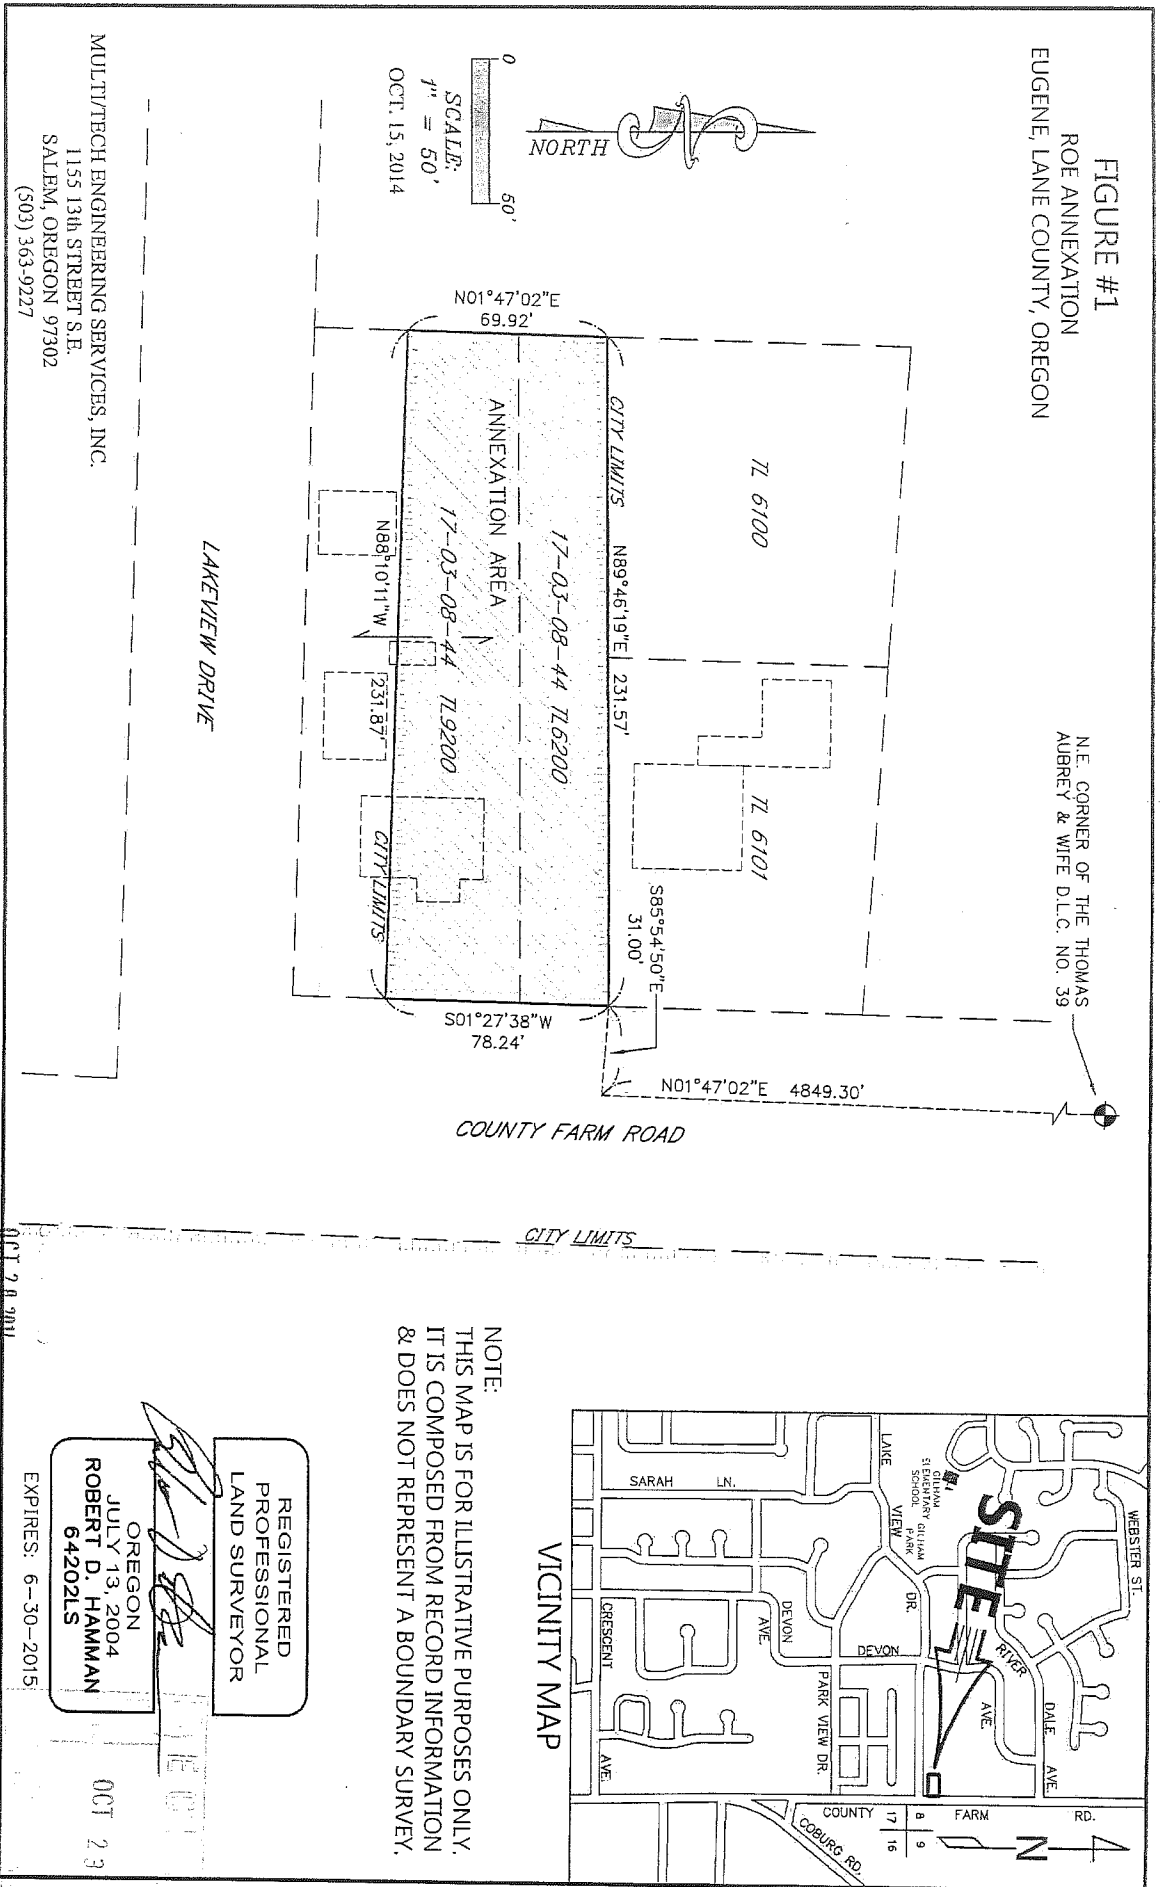 FIGURE #1
ROE ANNEXATION
EUGENE, LANE COUNTY, OREGON
N.E. CORNER OF THE THOMAS
AUBREY & WIFE D.L.C. NO. 39
NORTH
0
50'
SCALE:
1" = 50'
OCT. 15, 2014
TL 6100
TL 6101
S85°54'50"E
31.00'
N01°47'02"E 4849.30'
N01°47'02"E
69.92'
CITY LIMITS
N89°46'19"E 231.57'
17-03-08-44 TL6200
ANNEXATION AREA
17-03-08-44 TL9200
N88°10'11"W
231.87'
CITY LIMITS
S01°27'38"W
78.24'
COUNTY FARM ROAD
LAKEVIEW DRIVE
CITY LIMITS
MULTI/TECH ENGINEERING SERVICES, INC.
1155 13th STREET S.E.
SALEM, OREGON 97302
(503) 363-9227
WEBSTER ST.
SITE
RIVER
DALE
AVE.
AVE.
GILHAM
ELEMENTARY
SCHOOL
GILHAM
PARK
LAKE
VIEW
DR.
DEVON
SARAH LN.
DEVON
AVE.
PARK VIEW DR.
CRESCENT
AVE.
COUNTY
FARM
RD.
8
9
17
16
COBURG RD.
N
VICINITY MAP
NOTE:
THIS MAP IS FOR ILLISTRATIVE PURPOSES ONLY.
IT IS COMPOSED FROM RECORD INFORMATION
& DOES NOT REPRESENT A BOUNDARY SURVEY.
REGISTERED
PROFESSIONAL
LAND SURVEYOR
OREGON
JULY 13, 2004
ROBERT D. HAMMAN
64202LS
EXPIRES: 6-30-2015
OCT 23